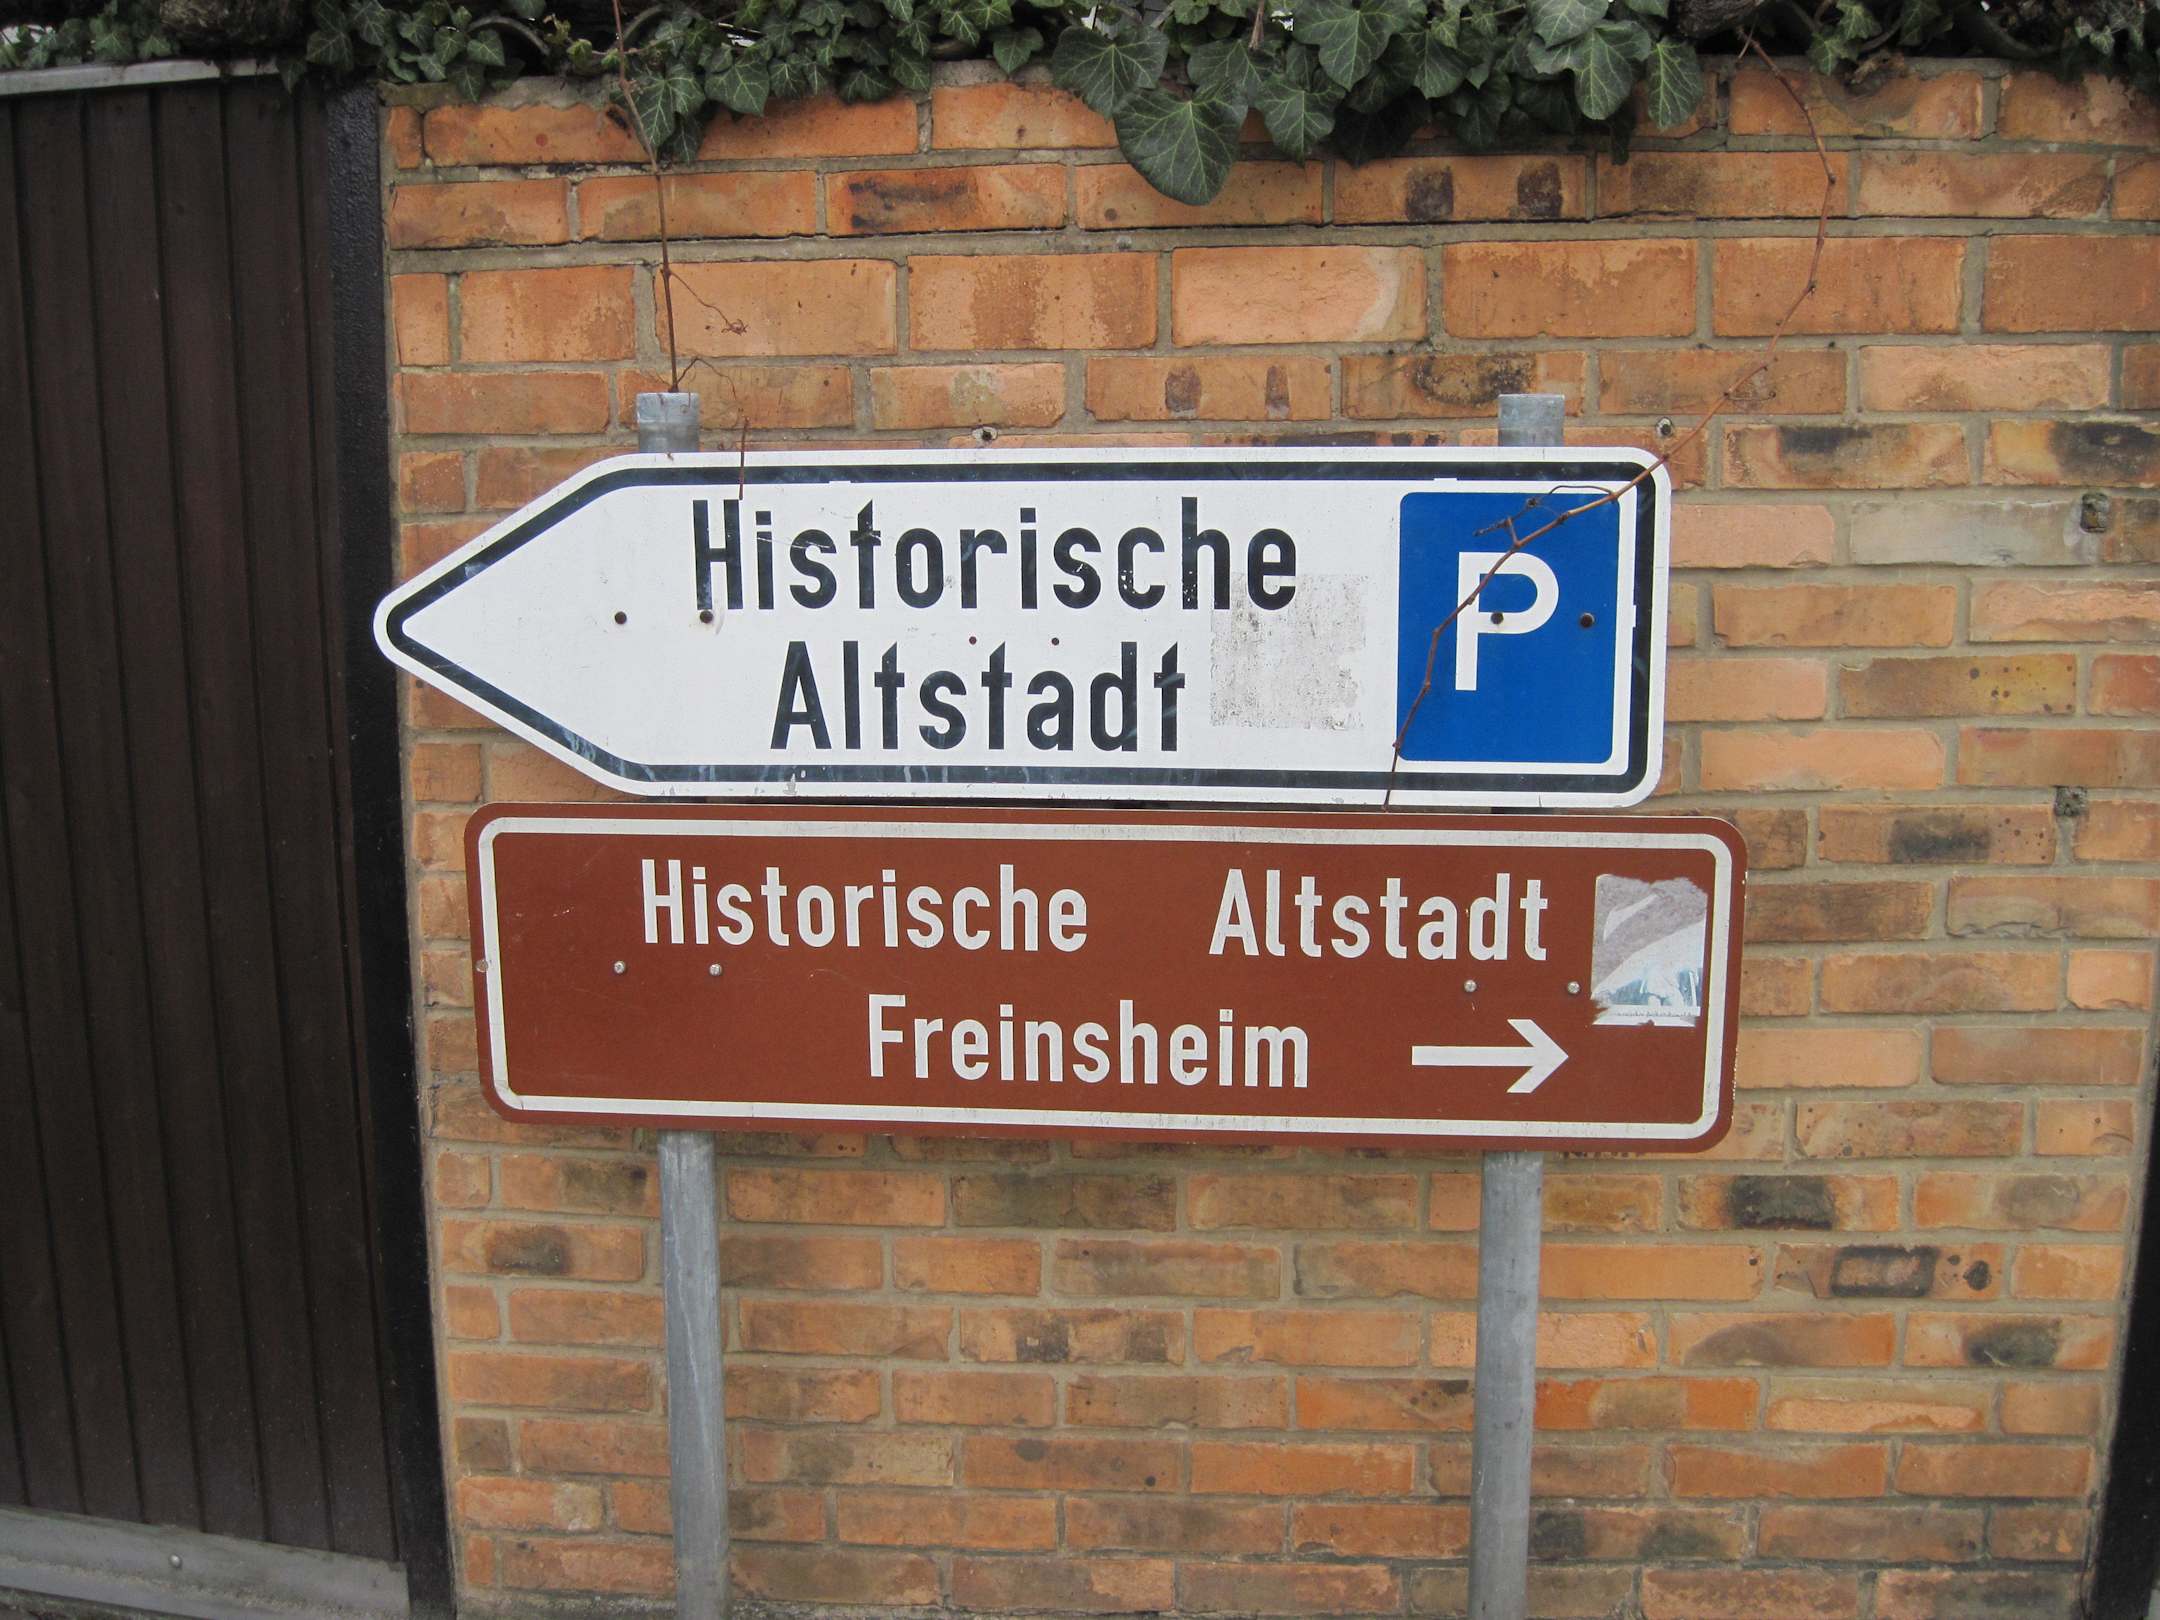 Historische
Altstadt
P
Historische Altstadt
Freinsheim